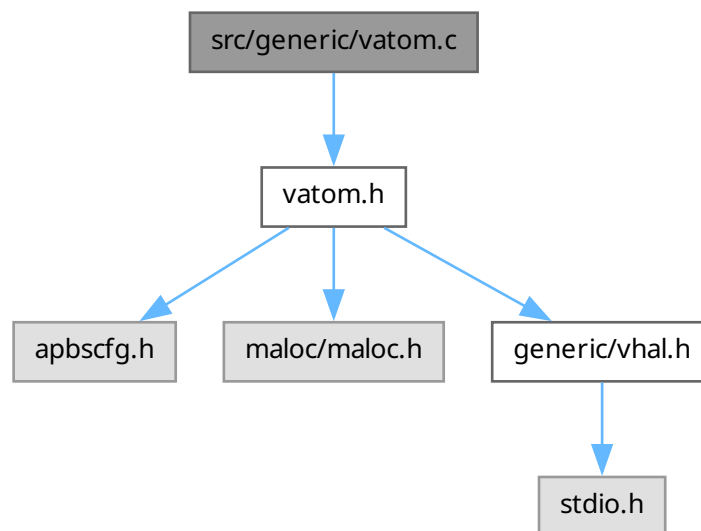 src/generic/vatom.c
vatom.h
apbscfg.h
maloc/maloc.h
generic/vhal.h
stdio.h